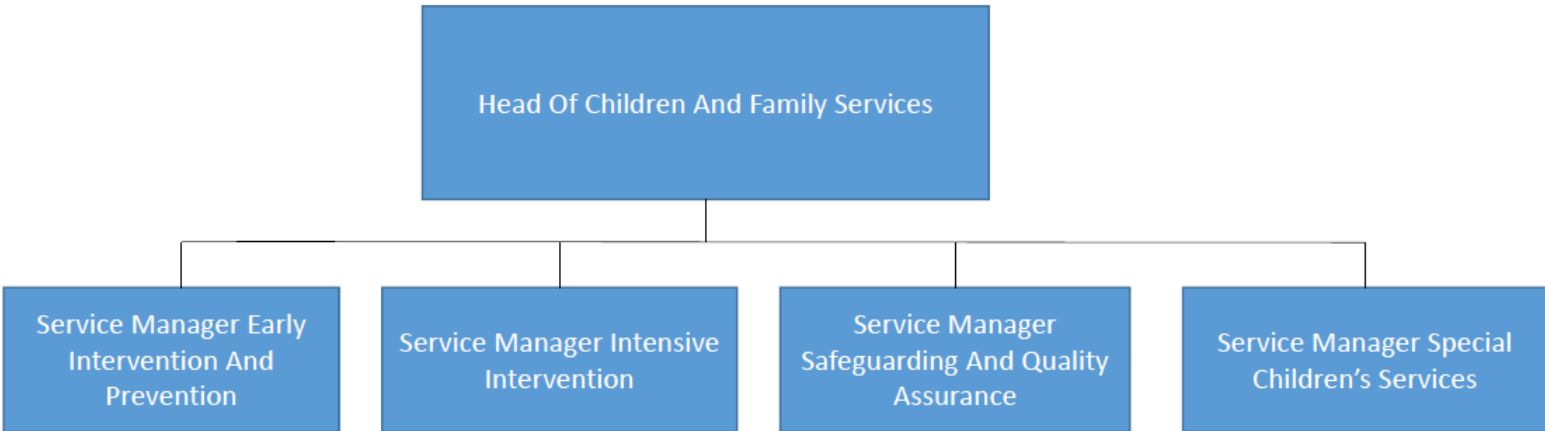 Head Of Children And Family Services
Service Manager Early
Intervention And
Prevention
Service Manager Intensive
Intervention
Service Manager
Safeguarding And Quality
Assurance
Service Manager Special
Children’s Services